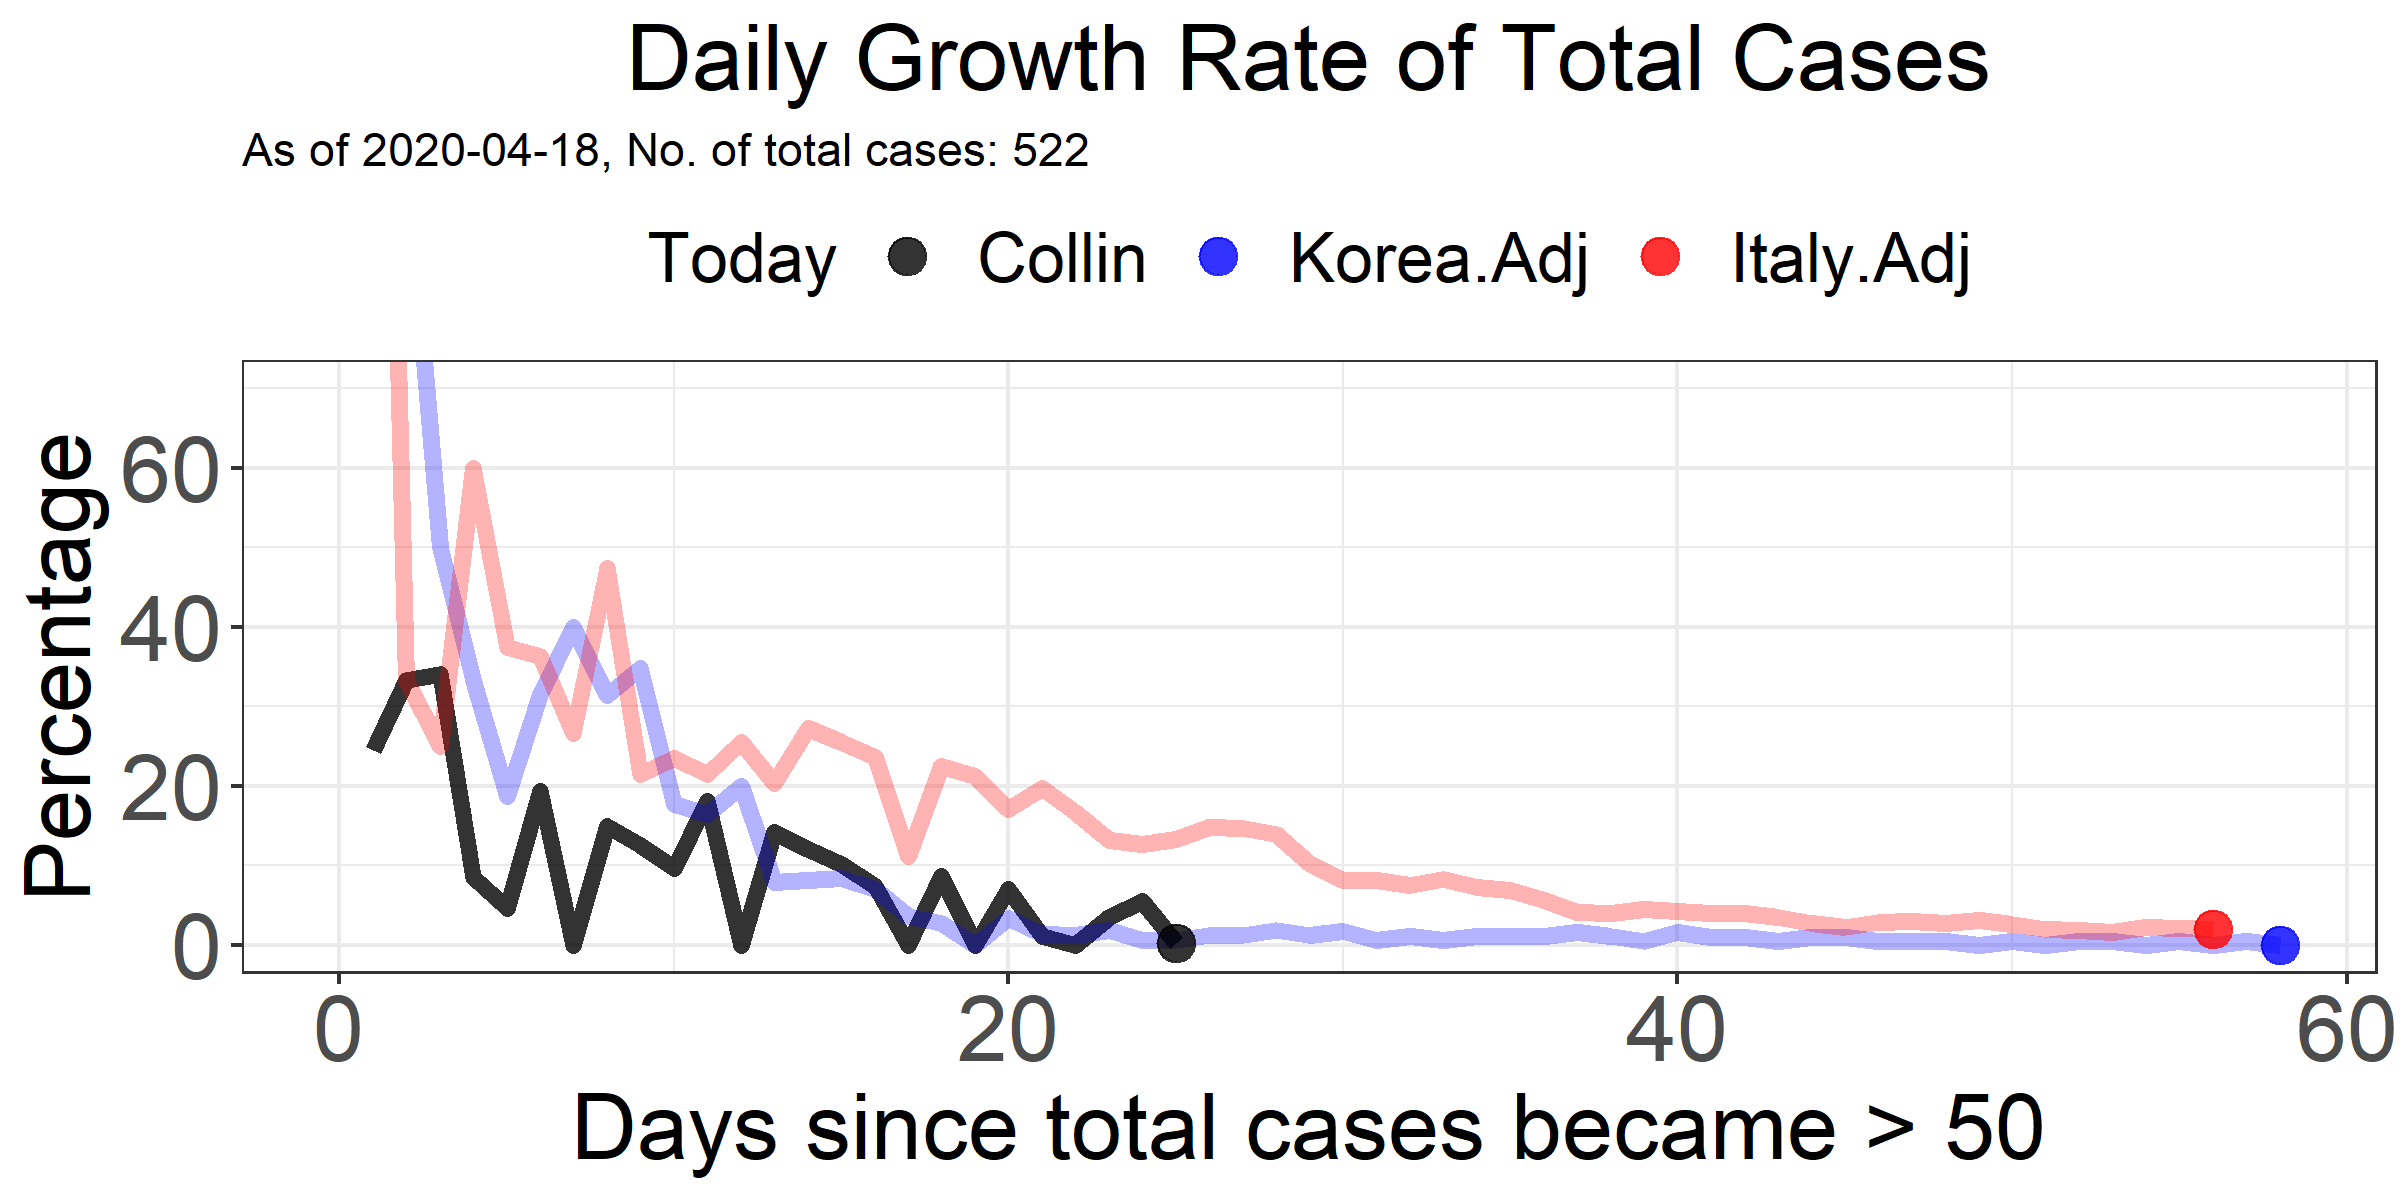 Daily Growth Rate of Total Cases
As of 2020-04-18, No. of total cases: 522
Today Collin Korea.Adj Italy.Adj
Percentage
60
40
20
0
0 20 40 60
Days since total cases became > 50